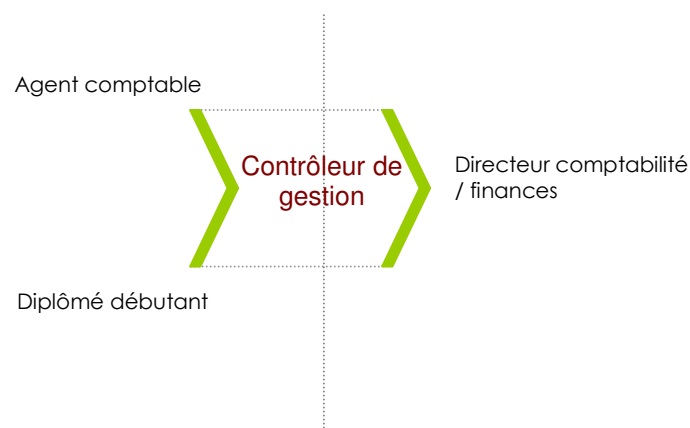 Agent comptable
Contrôleur de
gestion
Directeur comptabilité
/ finances
Diplômé débutant